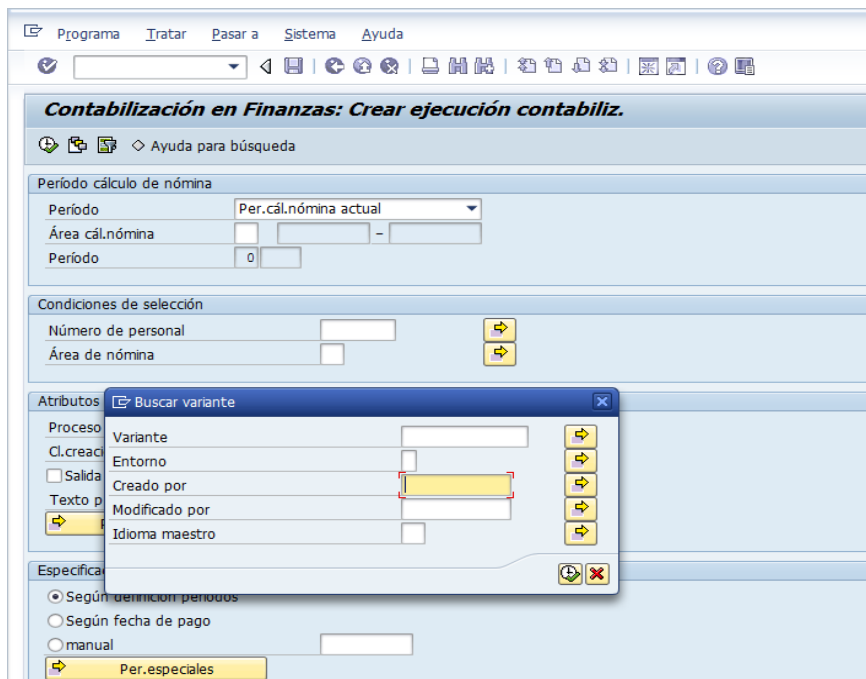 Programa Tratar Pasar a Sistema Ayuda
Contabilización en Finanzas: Crear ejecución contabiliz.
Ayuda para búsqueda
Período cálculo de nómina
Período Per.cál.nómina actual
Área cál.nómina –
Período 0
Condiciones de selección
Número de personal
Área de nómina
Atributos
Buscar variante
Proceso
Variante
Cl.creaci
Entorno
Salida
Creado por
Texto p
Modificado por
Idioma maestro
Especifica
Según definición períodos
Según fecha de pago
manual
Per.especiales